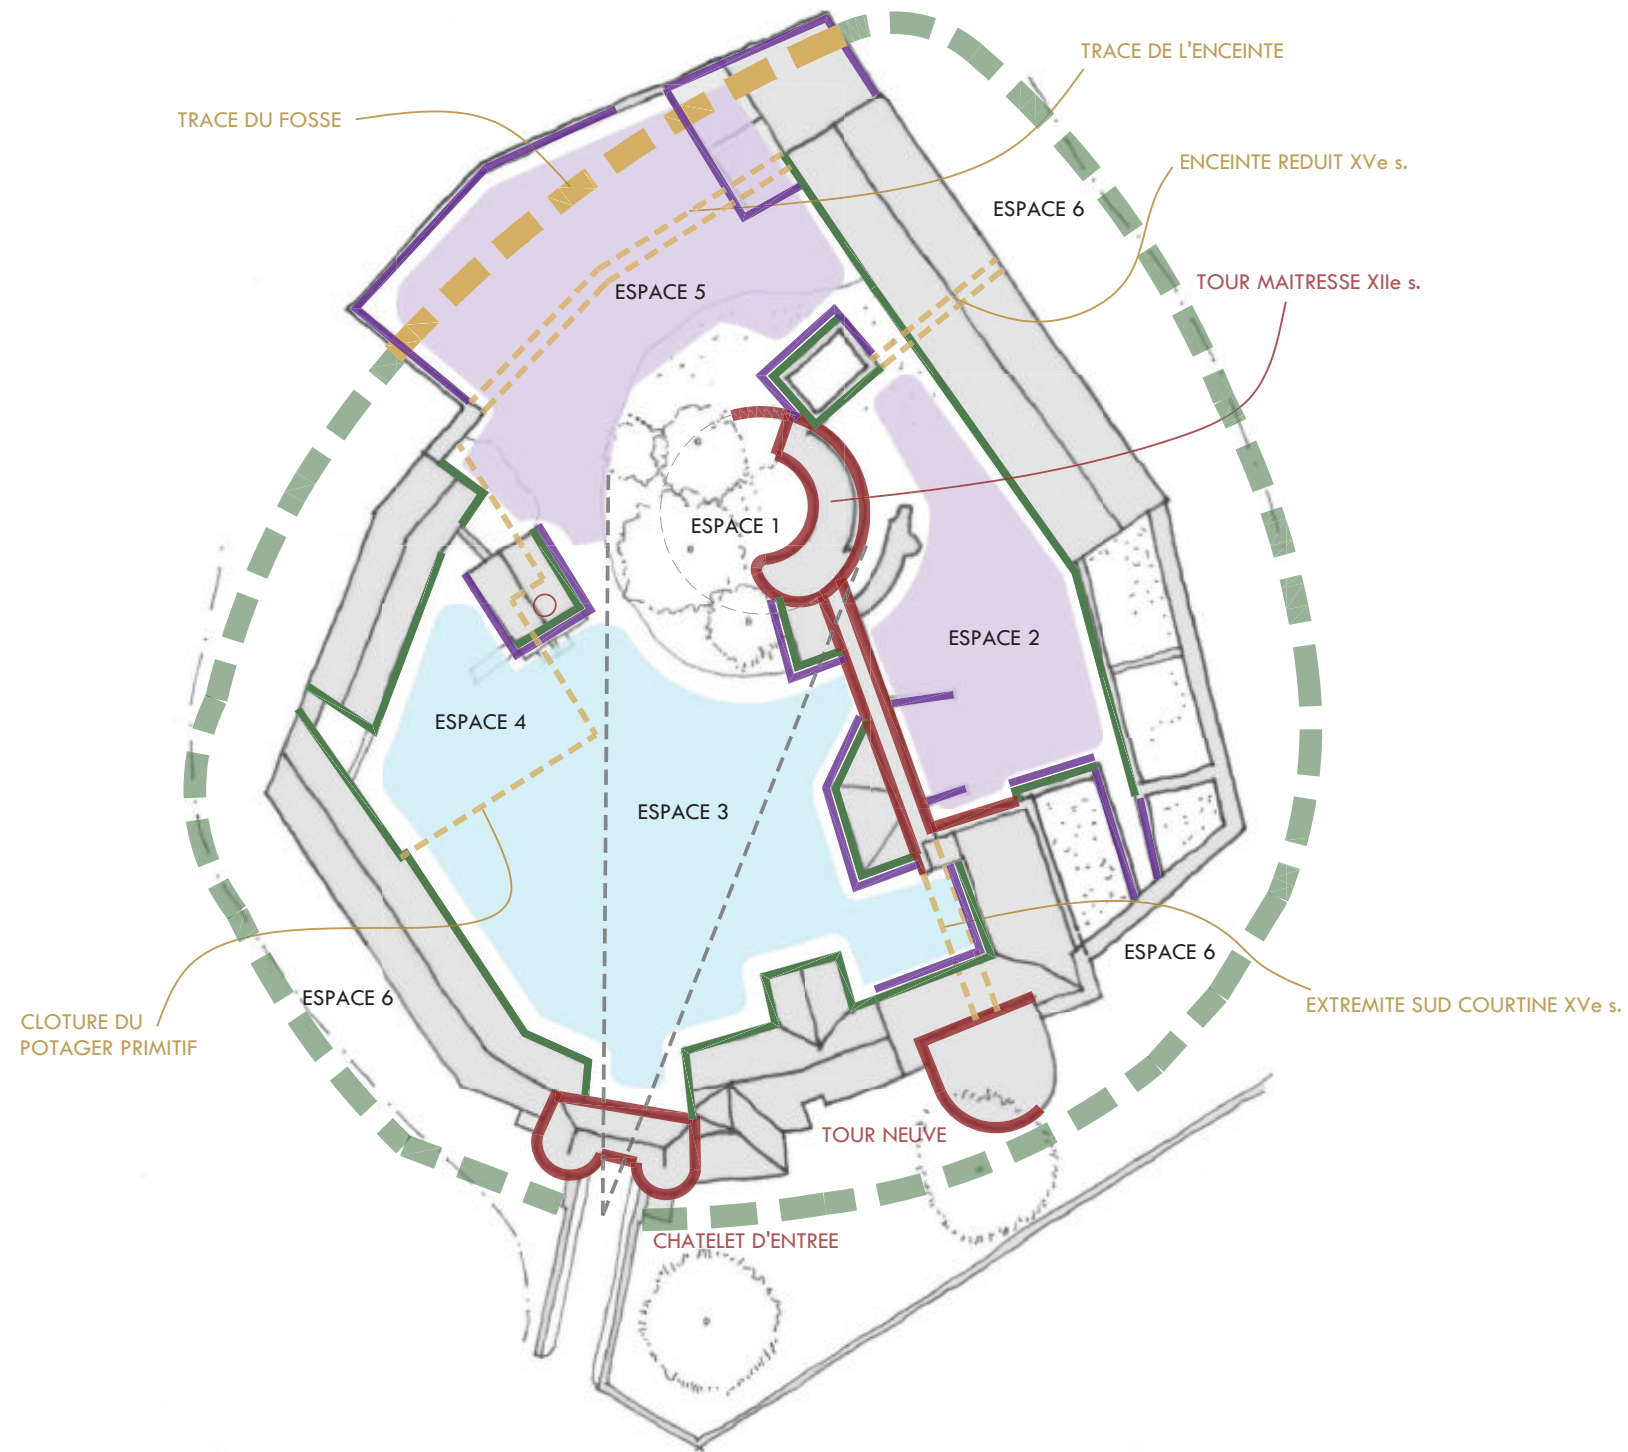 TRACE DE L'ENCEINTE
TRACE DU FOSSE
ENCEINTE REDUIT XVe s.
ESPACE 6
TOUR MAITRESSE XIIe s.
ESPACE 5
ESPACE 1
ESPACE 2
ESPACE 4
ESPACE 3
ESPACE 6
ESPACE 6
EXTREMITE SUD COURTINE XVe s.
CLOTURE DU
POTAGER PRIMITIF
TOUR NEUVE
CHATELET D'ENTREE